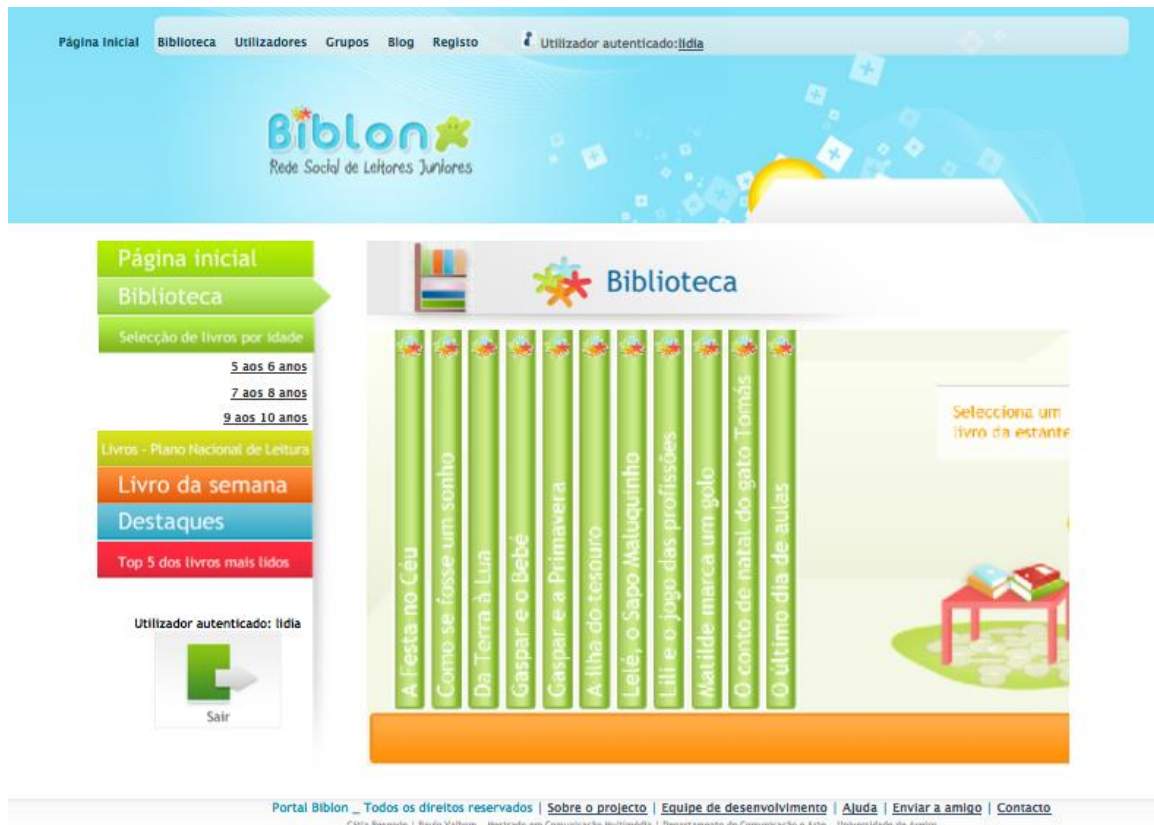 Página Inicial Biblioteca Utilizadores Grupos Blog Registo i Utilizador autenticado:lidia
Biblon
Rede Social de Leitores Juniores
Página inicial
Biblioteca
Selecção de livros por idade
5 aos 6 anos
7 aos 8 anos
9 aos 10 anos
Livros - Plano Nacional de Leitura
Livro da semana
Destaques
Top 5 dos livros mais lidos
Utilizador autenticado: lidia
Sair
Biblioteca
A Festa no Céu
Como se fosse um sonho
Da Terra à Lua
Gaspar e o Bebé
Gaspar e a Primavera
A ilha do tesouro
Lelé, o Sapo Maluquinho
Lili e o jogo das profissões
Matilde marca um golo
O conto de natal do gato Tomás
O último dia de aulas
Selecciona um
livro da estante
Portal Biblon _ Todos os direitos reservados | Sobre o projecto | Equipe de desenvolvimento | Ajuda | Enviar a amigo | Contacto